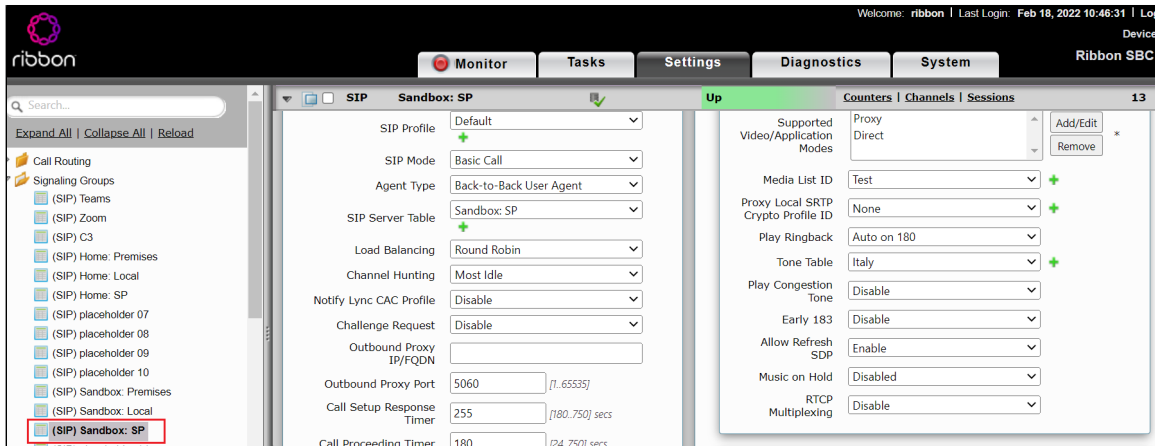 Welcome: ribbon | Last Login: Feb 18, 2022 10:46:31 |
Device
Ribbon SBC
ribbon
Monitor
Tasks
Settings
Diagnostics
System
Search...
Expand All | Collapse All | Reload
Call Routing
Signaling Groups
(SIP) Teams
(SIP) Zoom
(SIP) C3
(SIP) Home: Premises
(SIP) Home: Local
(SIP) Home: SP
(SIP) placeholder 07
(SIP) placeholder 08
(SIP) placeholder 09
(SIP) placeholder 10
(SIP) Sandbox: Premises
(SIP) Sandbox: Local
(SIP) Sandbox: SP
SIP Sandbox: SP
Up
Counters | Channels | Sessions
13
SIP Profile Default
SIP Mode Basic Call
Agent Type Back-to-Back User Agent
SIP Server Table Sandbox: SP
Load Balancing Round Robin
Channel Hunting Most Idle
Notify Lync CAC Profile Disable
Challenge Request Disable
Outbound Proxy
IP/FQDN
Outbound Proxy Port 5060 [1..65535]
Call Setup Response
Timer 255 [180..750] secs
Call Proceeding Timer 180 [24..750] secs
Supported
Video/Application
Modes
Proxy
Direct
Add/Edit
*
Remove
Media List ID Test
Proxy Local SRTP
Crypto Profile ID None
Play Ringback Auto on 180
Tone Table Italy
Play Congestion
Tone Disable
Early 183 Disable
Allow Refresh
SDP Enable
Music on Hold Disabled
RTCP
Multiplexing Disable